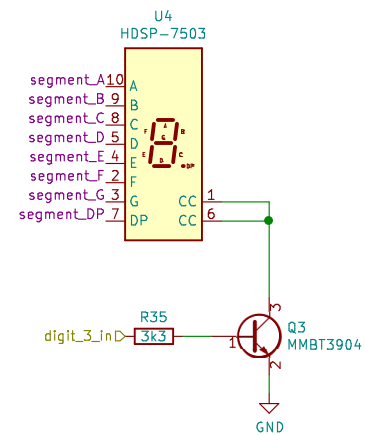 U4
HDSP-7503
segment_A 10 A
segment_B 9 B
segment_C 8 C
segment_D 5 D
segment_E 4 E
segment_F 2 F
segment_G 3 G CC 1
segment_DP 7 DP CC 6
A
F B
G
E C
D DP
R35
digit_3_in 3k3
1
3
Q3
MMBT3904
2
GND